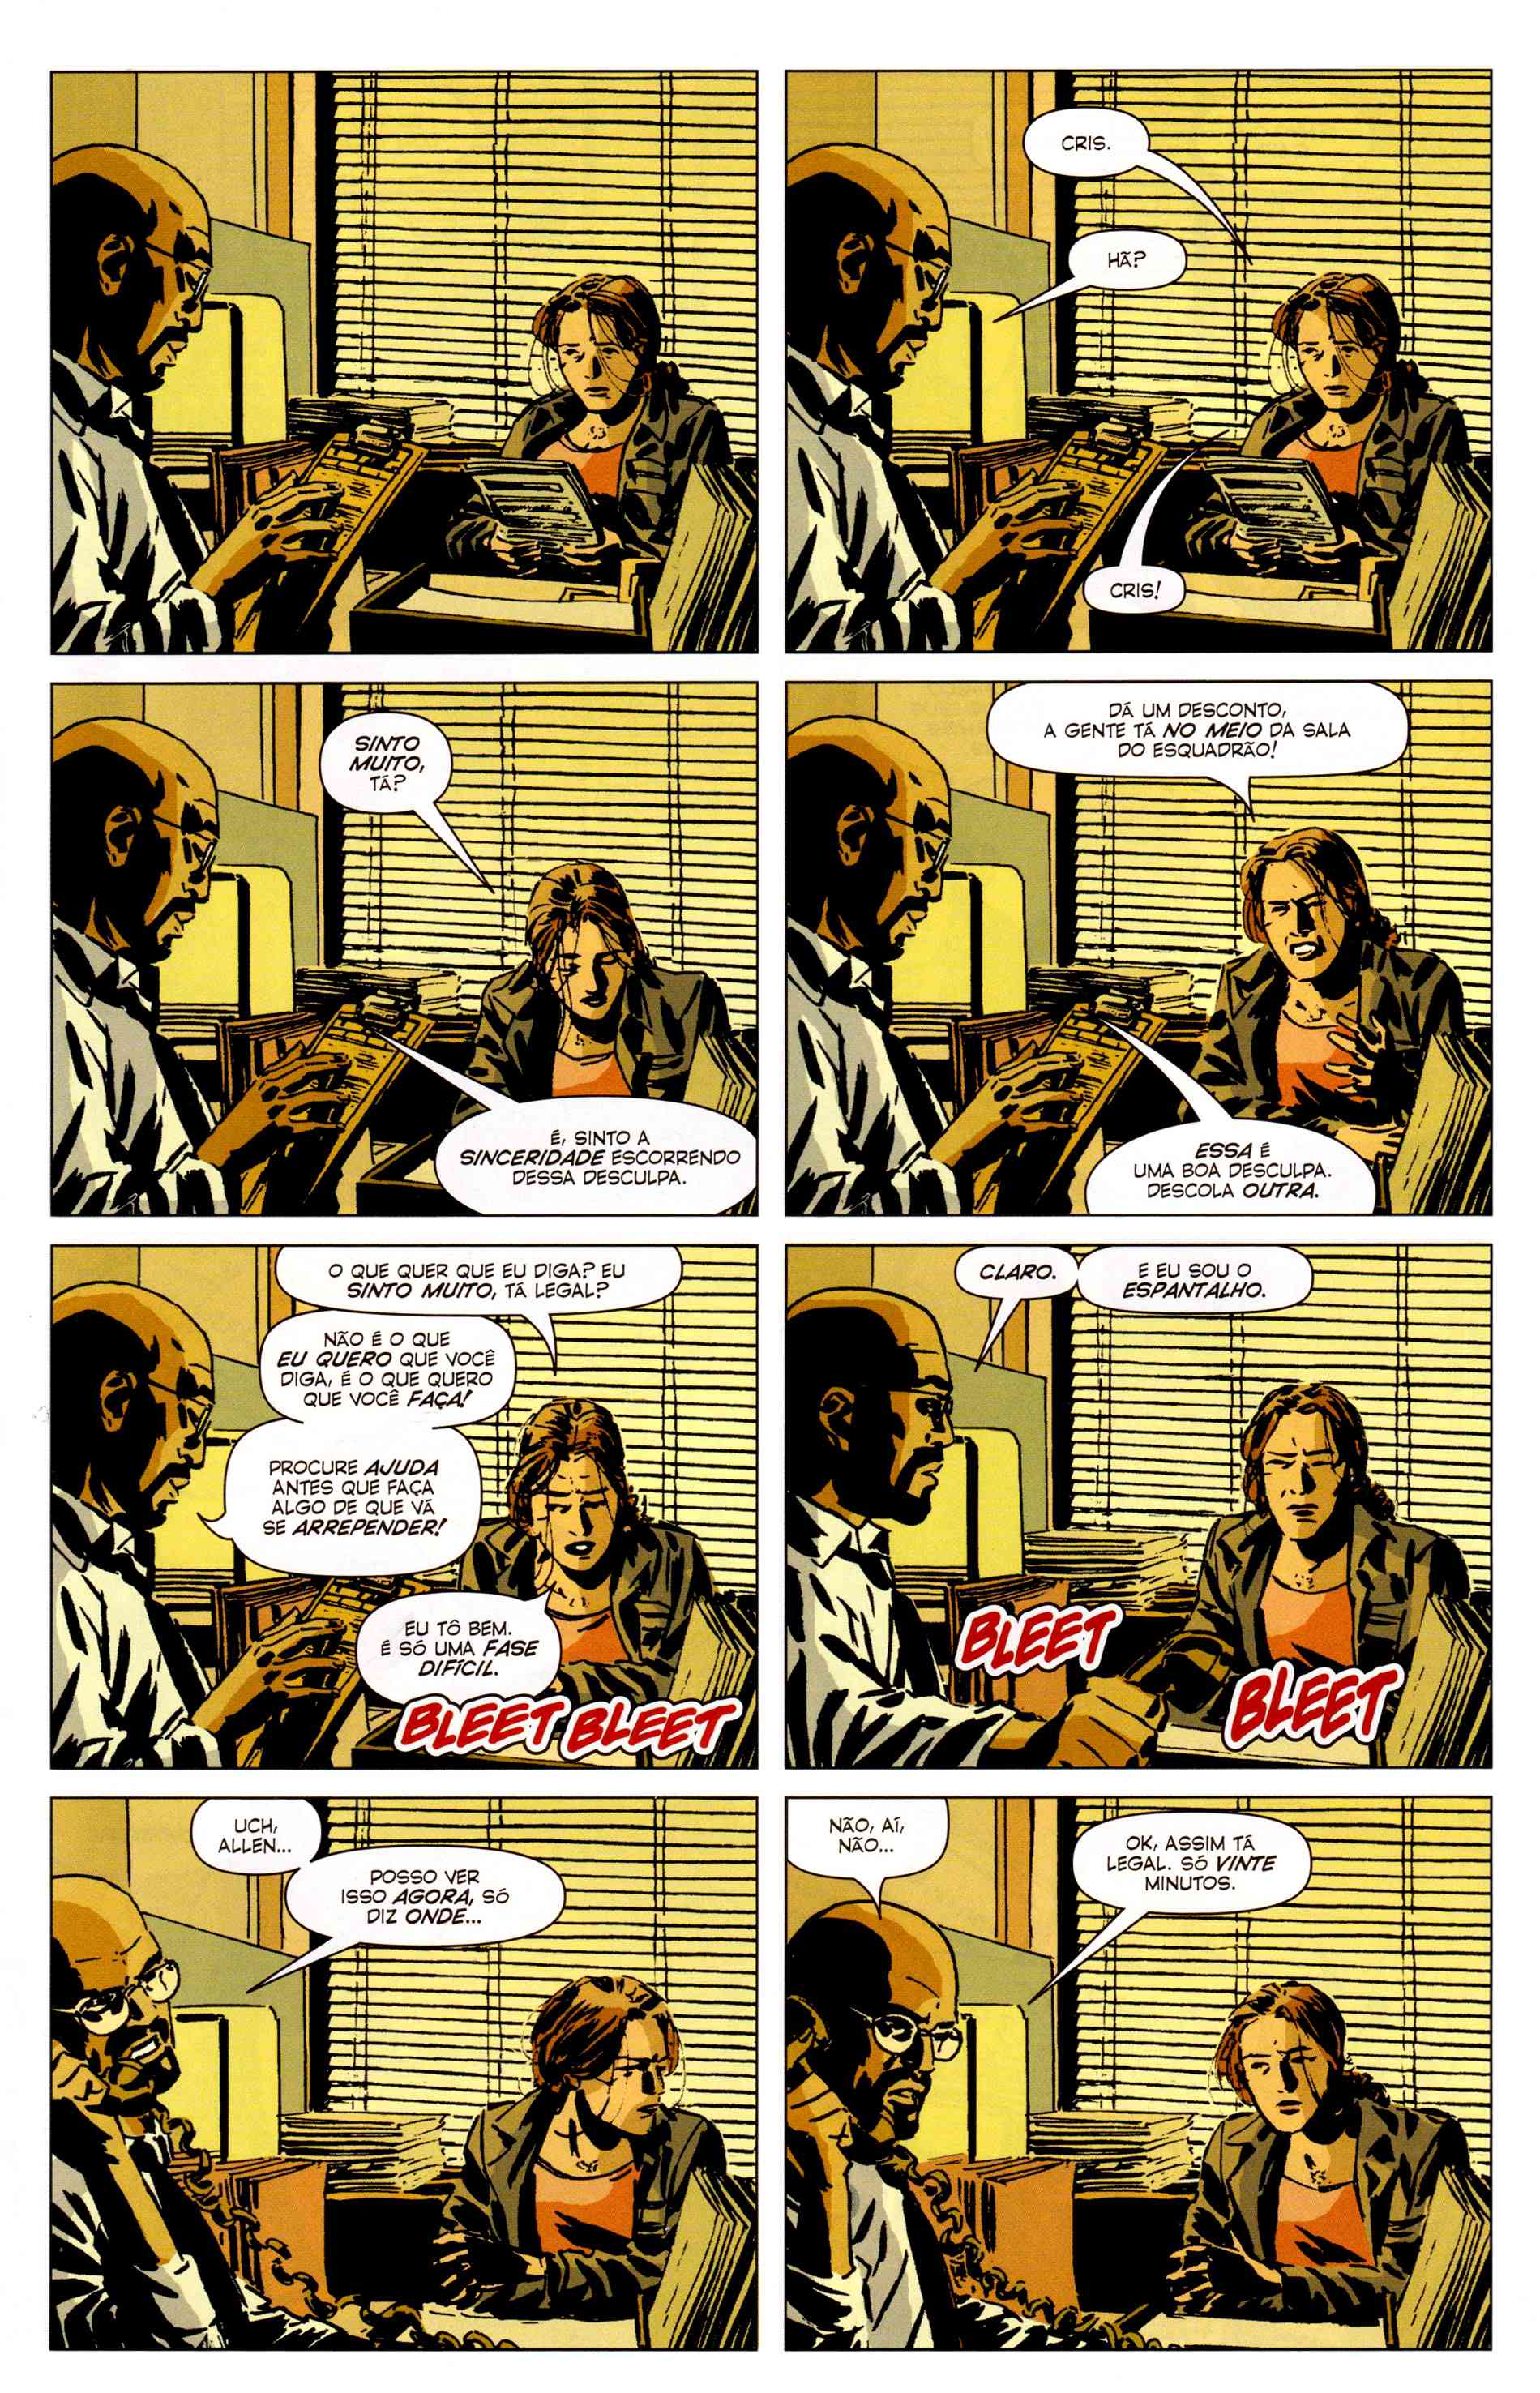 CRIS.
HÃ?
CRIS!
SINTO
MUITO,
TÁ?
É, SINTO A
SINCERIDADE ESCORRENDO
DESSA DESCULPA.
DÁ UM DESCONTO,
A GENTE TÁ NO MEIO DA SALA
DO ESQUADRÃO!
ESSA É
UMA BOA DESCULPA.
DESCOLA OUTRA.
O QUE QUER QUE EU DIGA? EU
SINTO MUITO, TÁ LEGAL?
NÃO É O QUE
EU QUERO QUE VOCÊ
DIGA, É O QUE QUERO
QUE VOCÊ FAÇA!
PROCURE AJUDA
ANTES QUE FAÇA
ALGO DE QUE VÁ
SE ARREPENDER!
EU TÔ BEM.
É SÓ UMA FASE
DIFÍCIL.
BLEET BLEET
CLARO.
E EU SOU O
ESPANTALHO.
BLEET
BLEET
UCH,
ALLEN...
POSSO VER
ISSO AGORA, SÓ
DIZ ONDE...
NÃO, AÍ,
NÃO...
OK, ASSIM TÁ
LEGAL. SÓ VINTE
MINUTOS.